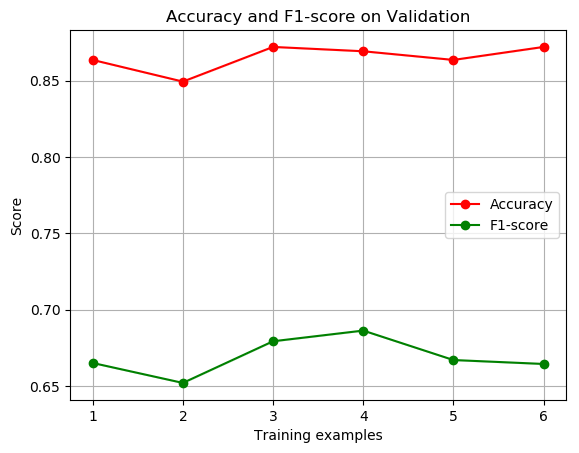 Accuracy and F1-score on Validation
0.85
0.80
0.75
0.70
0.65
Score
Accuracy
F1-score
1 2 3 4 5 6
Training examples